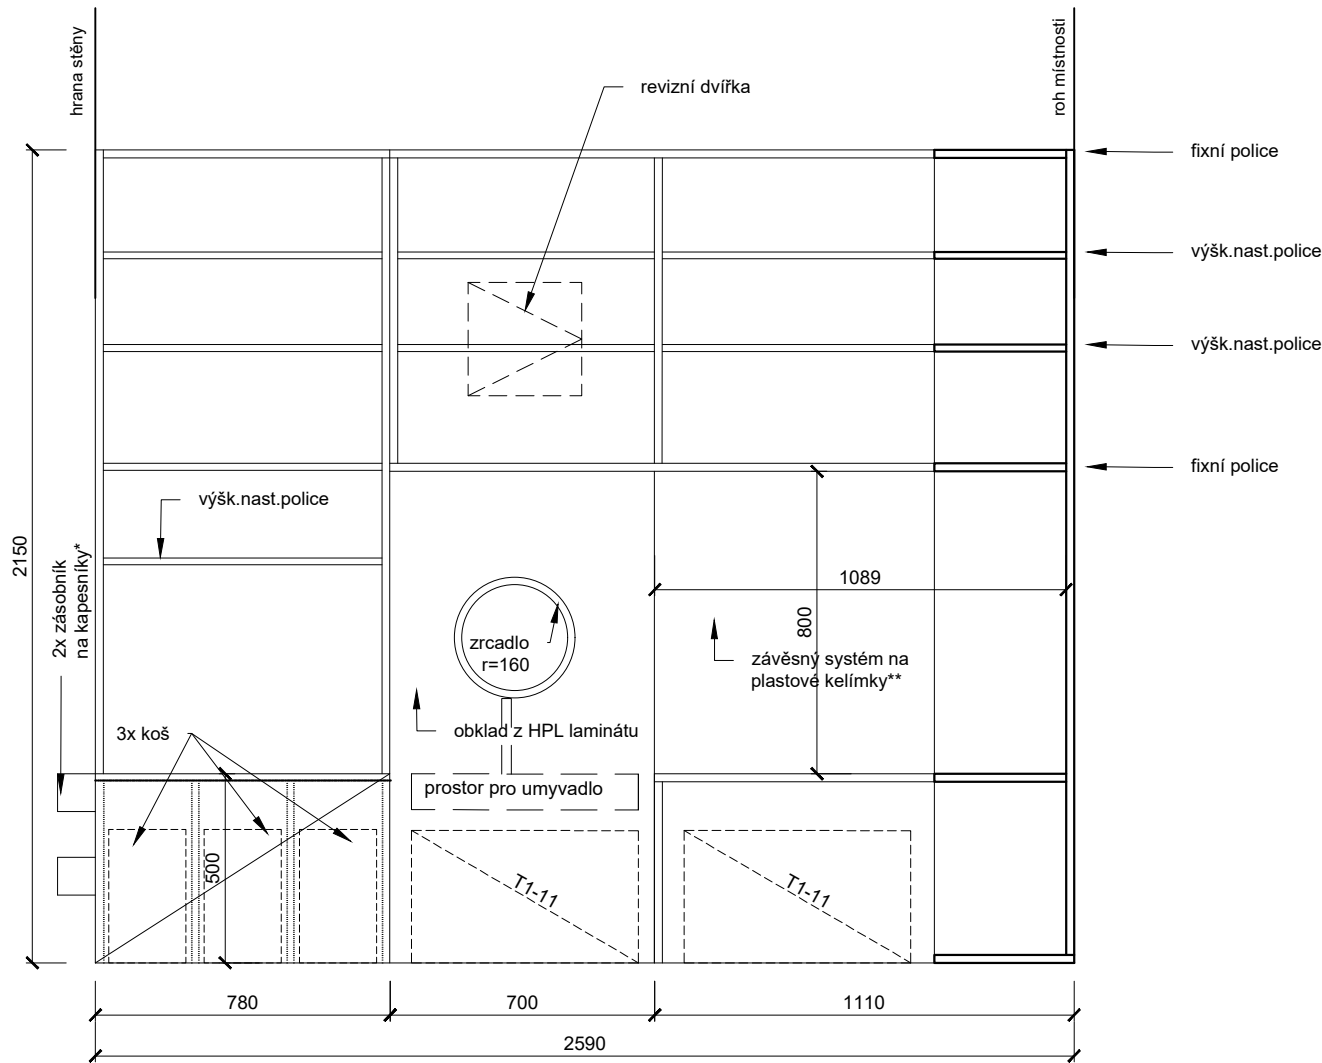 hrana stěny
roh místnosti
revizní dvířka
fixní police
výšk.nast.police
výšk.nast.police
fixní police
výšk.nast.police
2150
2x zásobník
na kapesníky*
1089
800
zrcadlo
r=160
závěsný systém na
plastové kelímky**
3x koš
obklad z HPL laminátu
prostor pro umyvadlo
500
T1-11
T1-11
780
700
1110
2590